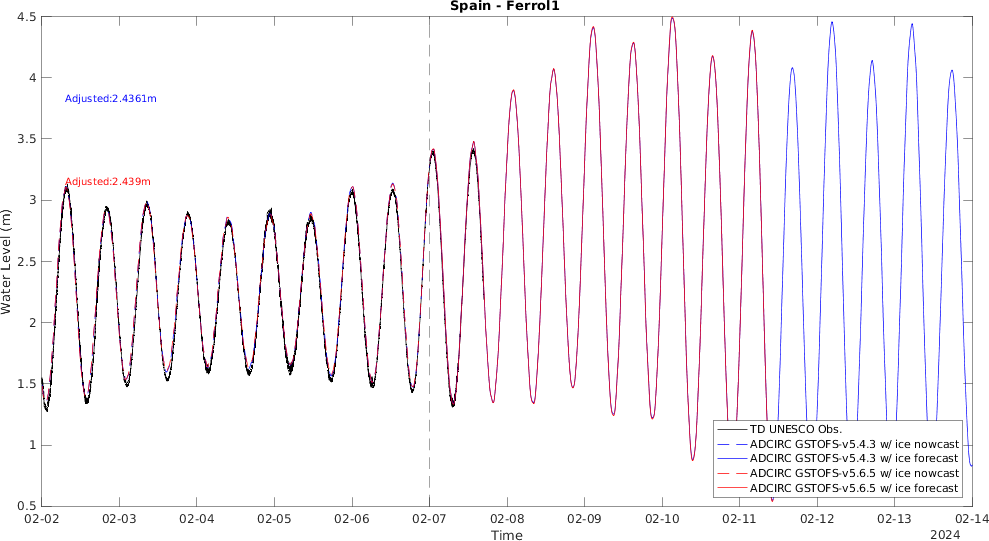 Spain - Ferrol1
4.5
4
3.5
3
2.5
2
1.5
1
0.5
Water Level (m)
Adjusted:2.4361m
Adjusted:2.439m
TD UNESCO Obs.
ADCIRC GSTOFS-v5.4.3 w/ ice nowcast
ADCIRC GSTOFS-v5.4.3 w/ ice forecast
ADCIRC GSTOFS-v5.6.5 w/ ice nowcast
ADCIRC GSTOFS-v5.6.5 w/ ice forecast
02-02 02-03 02-04 02-05 02-06 02-07 02-08 02-09 02-10 02-11 02-12 02-13 02-14
Time
2024